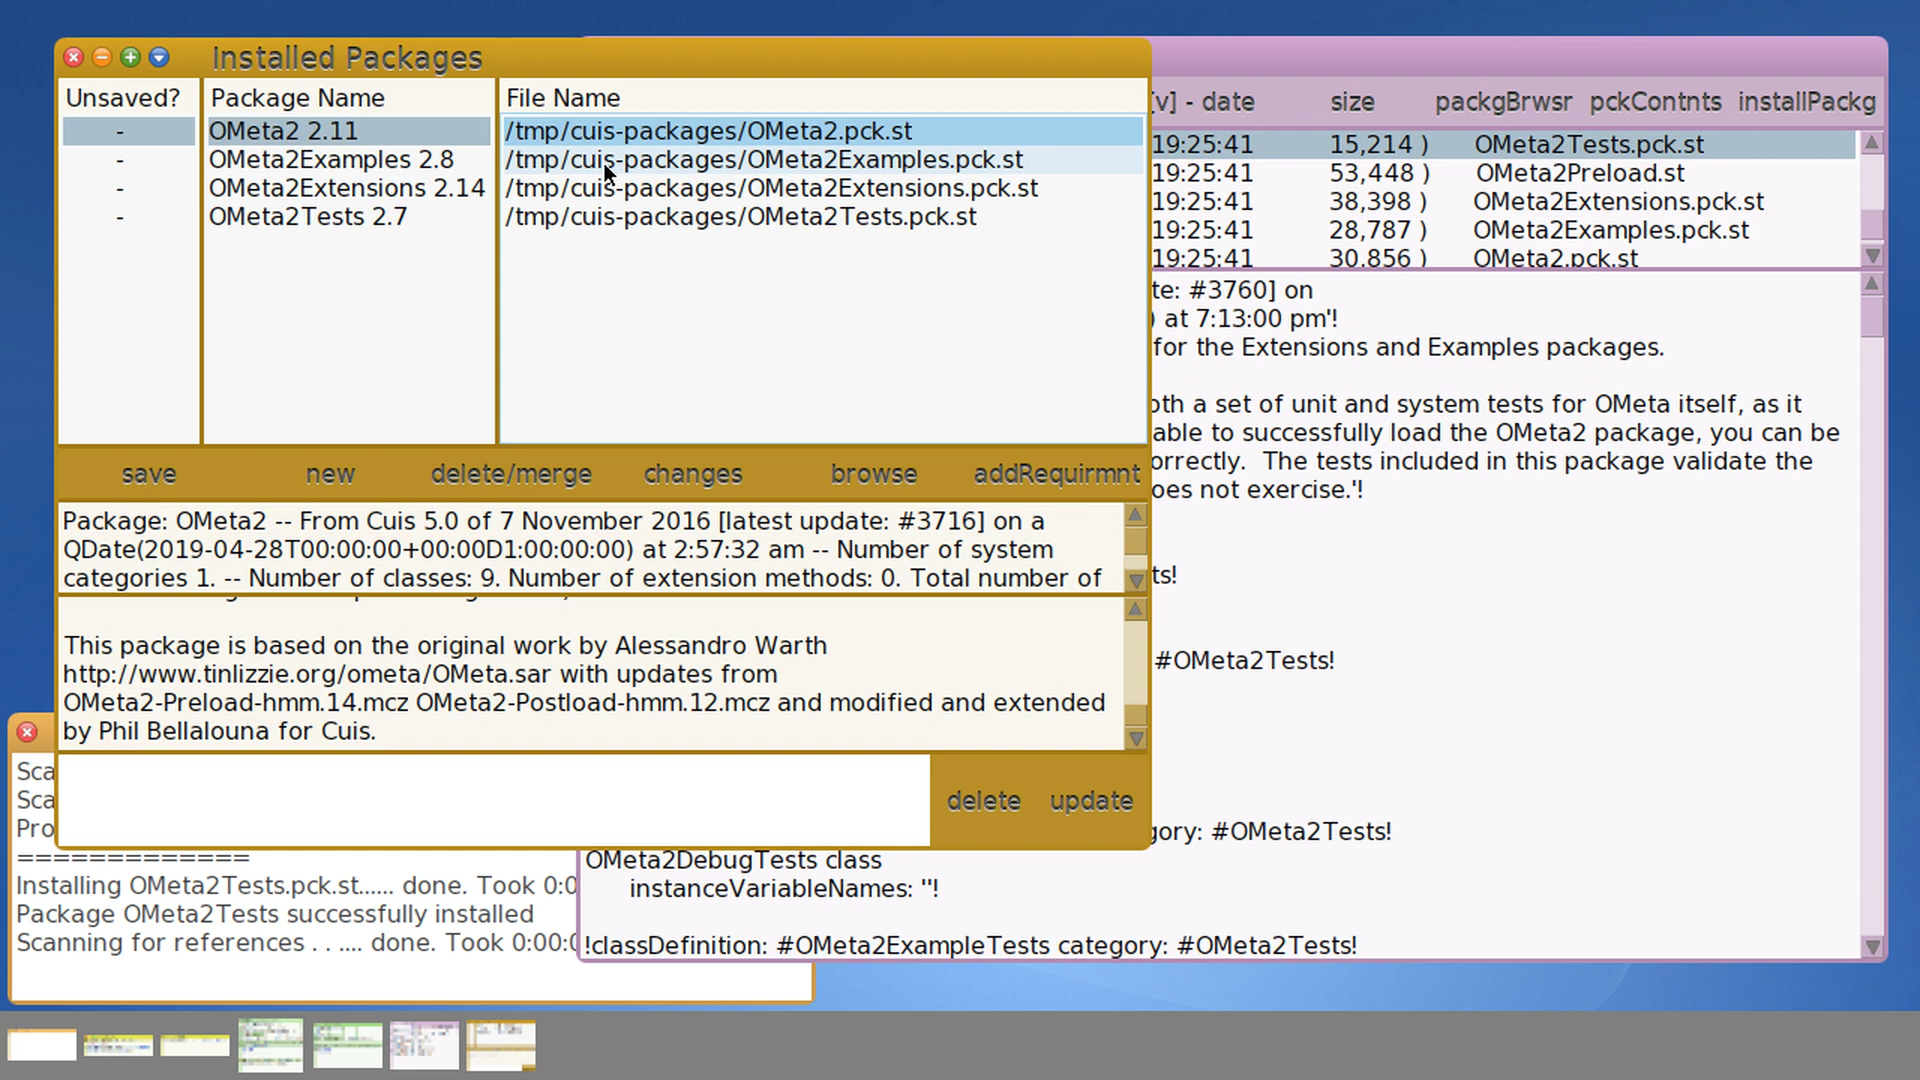 Installed Packages
Unsaved? Package Name File Name
- OMeta2 2.11 /tmp/cuis-packages/OMeta2.pck.st
- OMeta2Examples 2.8 /tmp/cuis-packages/OMeta2Examples.pck.st
- OMeta2Extensions 2.14 /tmp/cuis-packages/OMeta2Extensions.pck.st
- OMeta2Tests 2.7 /tmp/cuis-packages/OMeta2Tests.pck.st
save new delete/merge changes browse addRequirmnt
Package: OMeta2 -- From Cuis 5.0 of 7 November 2016 [latest update: #3716] on a
QDate(2019-04-28T00:00:00+00:00D1:00:00:00) at 2:57:32 am -- Number of system
categories 1. -- Number of classes: 9. Number of extension methods: 0. Total number of
This package is based on the original work by Alessandro Warth
http://www.tinlizzie.org/ometa/OMeta.sar with updates from
OMeta2-Preload-hmm.14.mcz OMeta2-Postload-hmm.12.mcz and modified and extended
by Phil Bellalouna for Cuis.
delete update
[v] - date size packgBrwsr pckContnts installPackg
19:25:41 15,214 ) OMeta2Tests.pck.st
19:25:41 53,448 ) OMeta2Preload.st
19:25:41 38,398 ) OMeta2Extensions.pck.st
19:25:41 28,787 ) OMeta2Examples.pck.st
19:25:41 30,856 ) OMeta2.pck.st
te: #3760] on
) at 7:13:00 pm'!
for the Extensions and Examples packages.
oth a set of unit and system tests for OMeta itself, as it
able to successfully load the OMeta2 package, you can be
orrectly.  The tests included in this package validate the
oes not exercise.'!
ts!
#OMeta2Tests!
gory: #OMeta2Tests!
OMeta2DebugTests class
instanceVariableNames: ''!
!classDefinition: #OMeta2ExampleTests category: #OMeta2Tests!
Sca
Sca
Pro
=============
Installing OMeta2Tests.pck.st...... done. Took 0:0
Package OMeta2Tests successfully installed
Scanning for references . . .... done. Took 0:00:0